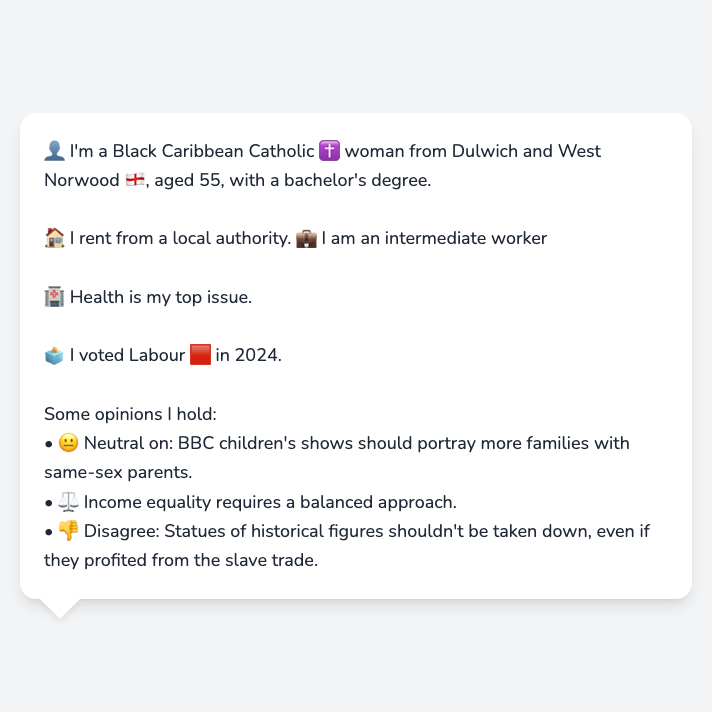 👤 I'm a Black Caribbean Catholic ✝️ woman from Dulwich and West
Norwood 🏴󠁧󠁢󠁥󠁮󠁧󠁿, aged 55, with a bachelor's degree.
🏠 I rent from a local authority. 💼 I am an intermediate worker
🏥 Health is my top issue.
🗳️ I voted Labour 🟥 in 2024.
Some opinions I hold:
• 😐 Neutral on: BBC children's shows should portray more families with
same-sex parents.
• ⚖️ Income equality requires a balanced approach.
• 👎 Disagree: Statues of historical figures shouldn't be taken down, even if
they profited from the slave trade.